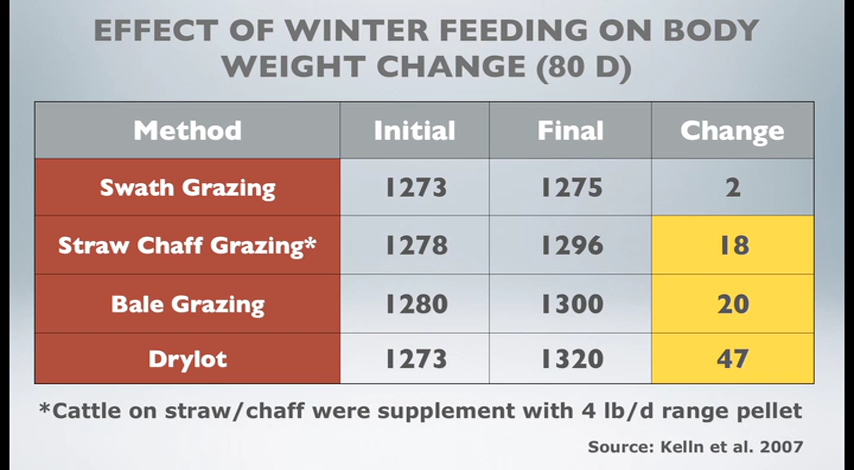 EFFECT OF WINTER FEEDING ON BODY
WEIGHT CHANGE (80 D)
Method Initial Final Change
Swath Grazing 1273 1275 2
Straw Chaff Grazing* 1278 1296 18
Bale Grazing 1280 1300 20
Drylot 1273 1320 47
*Cattle on straw/chaff were supplement with 4 lb/d range pellet
Source: Kelln et al. 2007